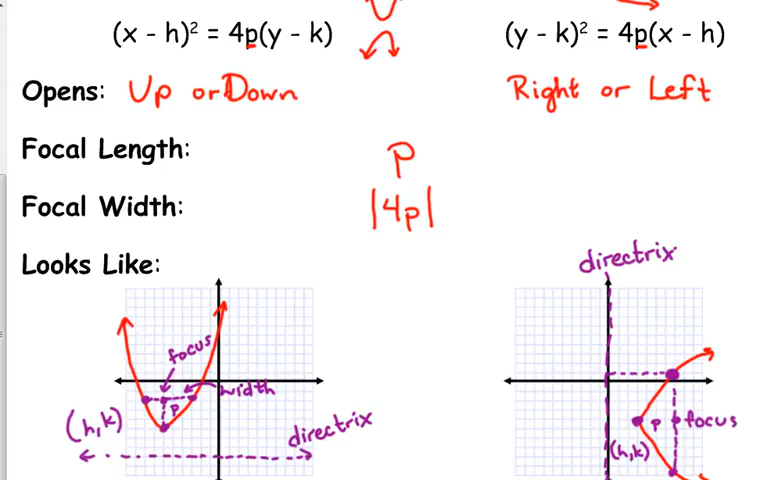 (x - h)² = 4p(y - k) (y - k)² = 4p(x - h)
Opens: Up or Down Right or Left
Focal Length: P
Focal Width: |4p|
Looks Like:
directrix
focus
width
P
(h,k)
directrix
P
focus
(h,k)